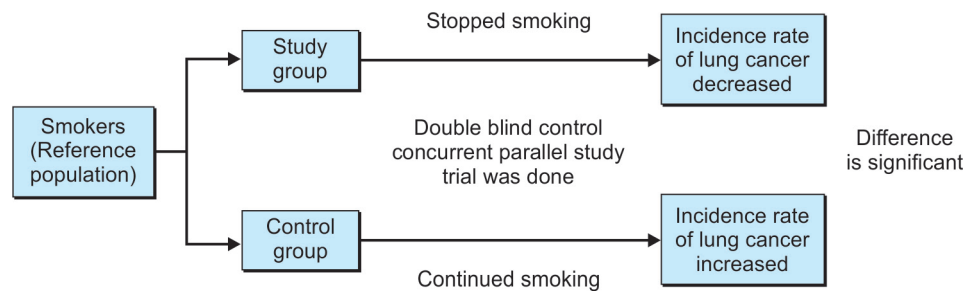 Smokers
(Reference
population)
Study
group
Stopped smoking
Incidence rate
of lung cancer
decreased
Double blind control
concurrent parallel study
trial was done
Difference
is significant
Control
group
Continued smoking
Incidence rate
of lung cancer
increased